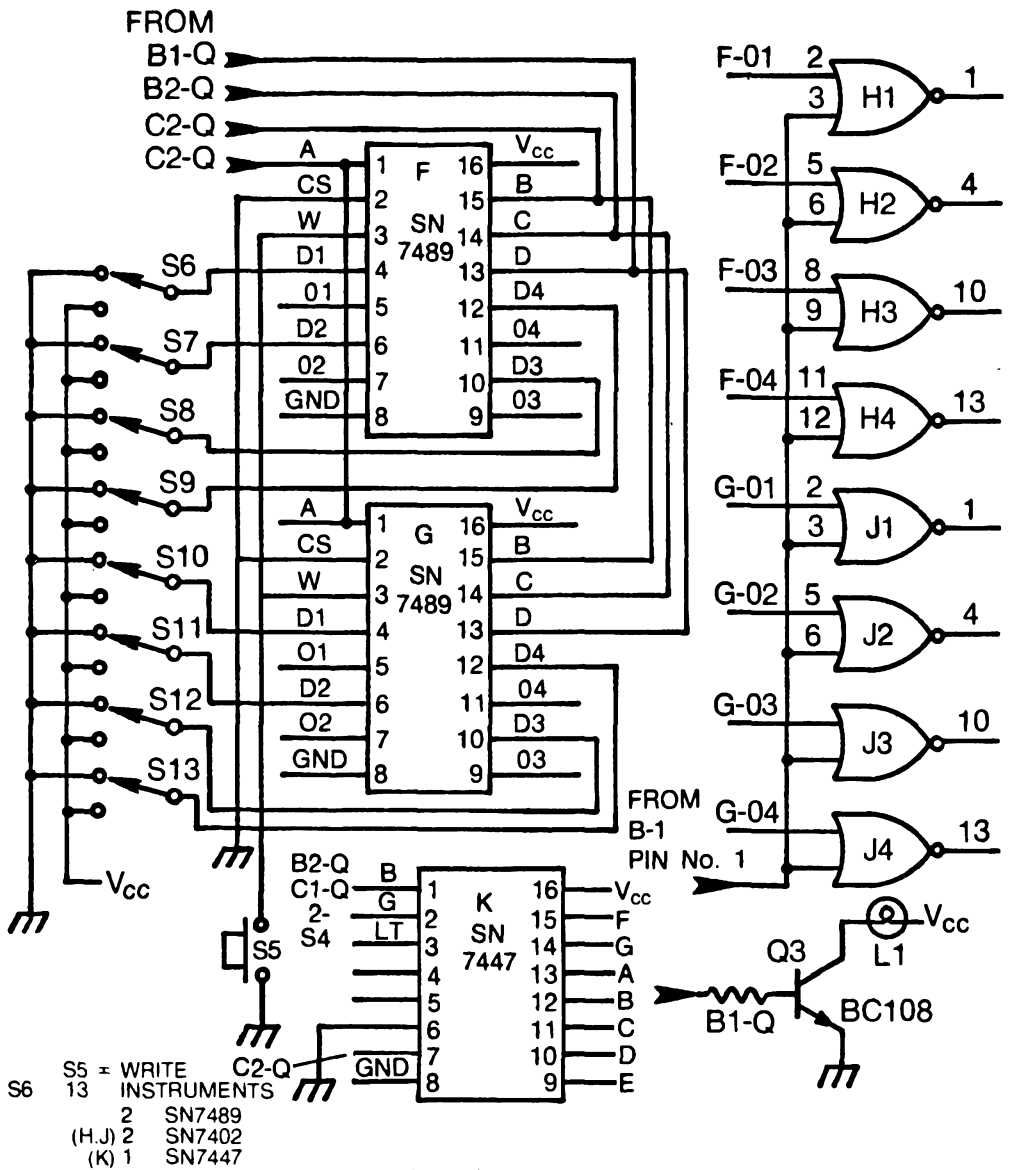 FROM
B1-Q
B2-Q
C2-Q
C2-Q
A
CS
W
D1
01
D2
02
GND
1
2
3
4
5
6
7
8
F
SN
7489
16
15
14
13
12
11
10
9
Vcc
B
C
D
D4
04
D3
03
S6
S7
S8
S9
S10
S11
S12
S13
Vcc
A
CS
W
D1
O1
D2
O2
GND
1
2
3
4
5
6
7
8
G
SN
7489
16
15
14
13
12
11
10
9
Vcc
B
C
D
D4
04
D3
03
S5
B2-Q
C1-Q
2-
S4
B
G
LT
C2-Q
GND
1
2
3
4
5
6
7
8
K
SN
7447
16
15
14
13
12
11
10
9
Vcc
F
G
A
B
C
D
E
F-01 2 3 H1 1
F-02 5 6 H2 4
F-03 8 9 H3 10
F-04 11 12 H4 13
G-01 2 3 J1 1
G-02 5 6 J2 4
G-03 J3 10
G-04 J4 13
FROM
B-1
PIN No. 1
Q3
L1
Vcc
B1-Q
BC108
S5 = WRITE
S6 13 INSTRUMENTS
2 SN7489
(H.J) 2 SN7402
(K) 1 SN7447